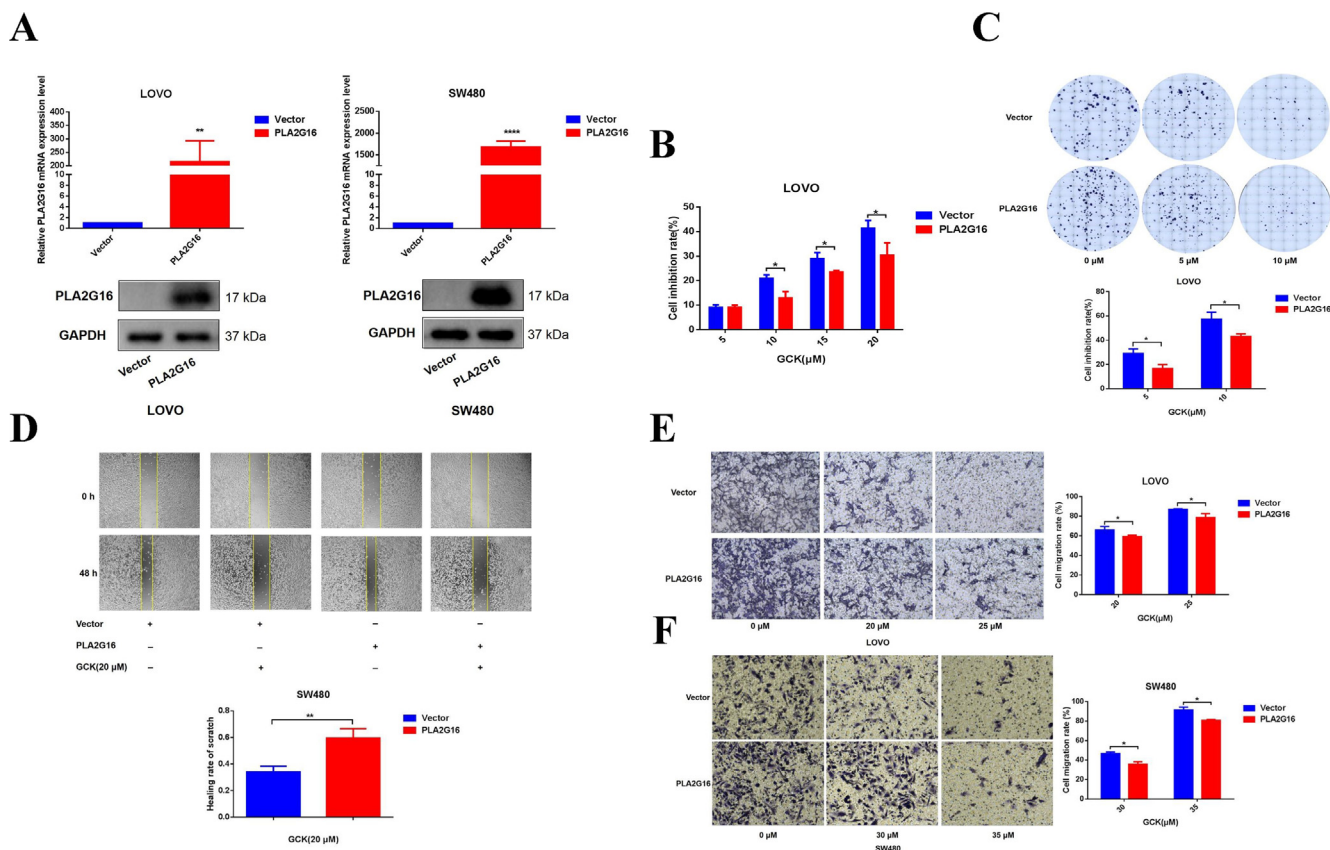 A
LOVO
Relative PLA2G16 mRNA expression level
400
350
300
250
200
10
8
6
4
2
0
**
Vector
PLA2G16
Vector
PLA2G16
SW480
Relative PLA2G16 mRNA expression level
2500
2000
1500
10
8
6
4
2
0
****
Vector
PLA2G16
Vector
PLA2G16
PLA2G16
17 kDa
GAPDH
37 kDa
Vector
PLA2G16
LOVO
PLA2G16
17 kDa
GAPDH
37 kDa
Vector
PLA2G16
SW480
B
LOVO
Cell inhibition rate(%)
50
40
30
20
10
0
*
*
*
Vector
PLA2G16
5
10
15
20
GCK(μM)
C
Vector
PLA2G16
0 μM
5 μM
10 μM
LOVO
Cell inhibition rate(%)
80
60
40
20
0
*
*
Vector
PLA2G16
5
10
GCK(μM)
D
0 h
48 h
Vector + + – –
PLA2G16 – – + +
GCK(20 μM) – + – +
SW480
Healing rate of scratch
0.8
0.6
0.4
0.2
0.0
**
Vector
PLA2G16
GCK(20 μM)
E
Vector
PLA2G16
0 μM
20 μM
25 μM
LOVO
LOVO
Cell migration rate (%)
100
80
60
40
20
0
*
*
Vector
PLA2G16
20
25
GCK(μM)
F
Vector
PLA2G16
0 μM
30 μM
35 μM
SW480
SW480
Cell migration rate (%)
100
80
60
40
20
0
*
*
Vector
PLA2G16
30
35
GCK(μM)